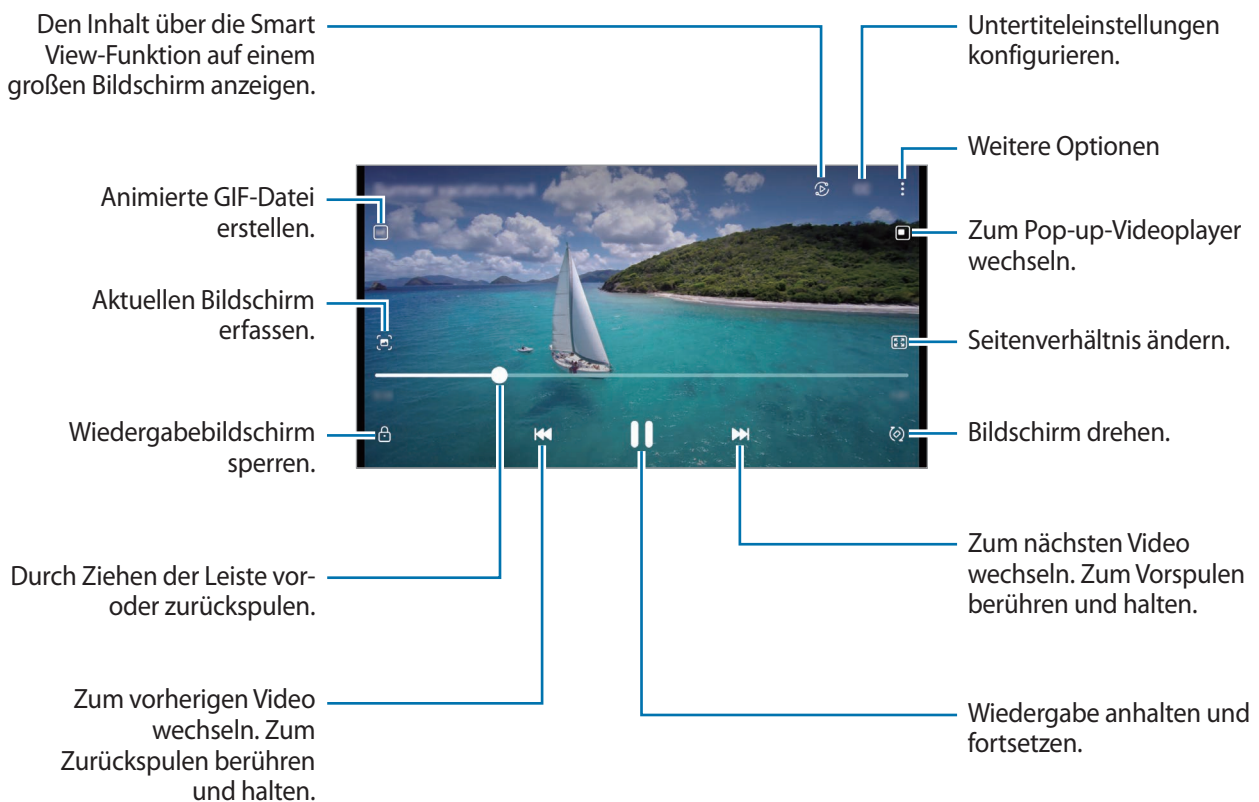 Den Inhalt über die Smart
View-Funktion auf einem
großen Bildschirm anzeigen.
Untertiteleinstellungen
konfigurieren.
Weitere Optionen
Animierte GIF-Datei
erstellen.
Zum Pop-up-Videoplayer
wechseln.
Aktuellen Bildschirm
erfassen.
Seitenverhältnis ändern.
Wiedergabebildschirm
sperren.
Bildschirm drehen.
Durch Ziehen der Leiste vor-
oder zurückspulen.
Zum nächsten Video
wechseln. Zum Vorspulen
berühren und halten.
Zum vorherigen Video
wechseln. Zum
Zurückspulen berühren
und halten.
Wiedergabe anhalten und
fortsetzen.